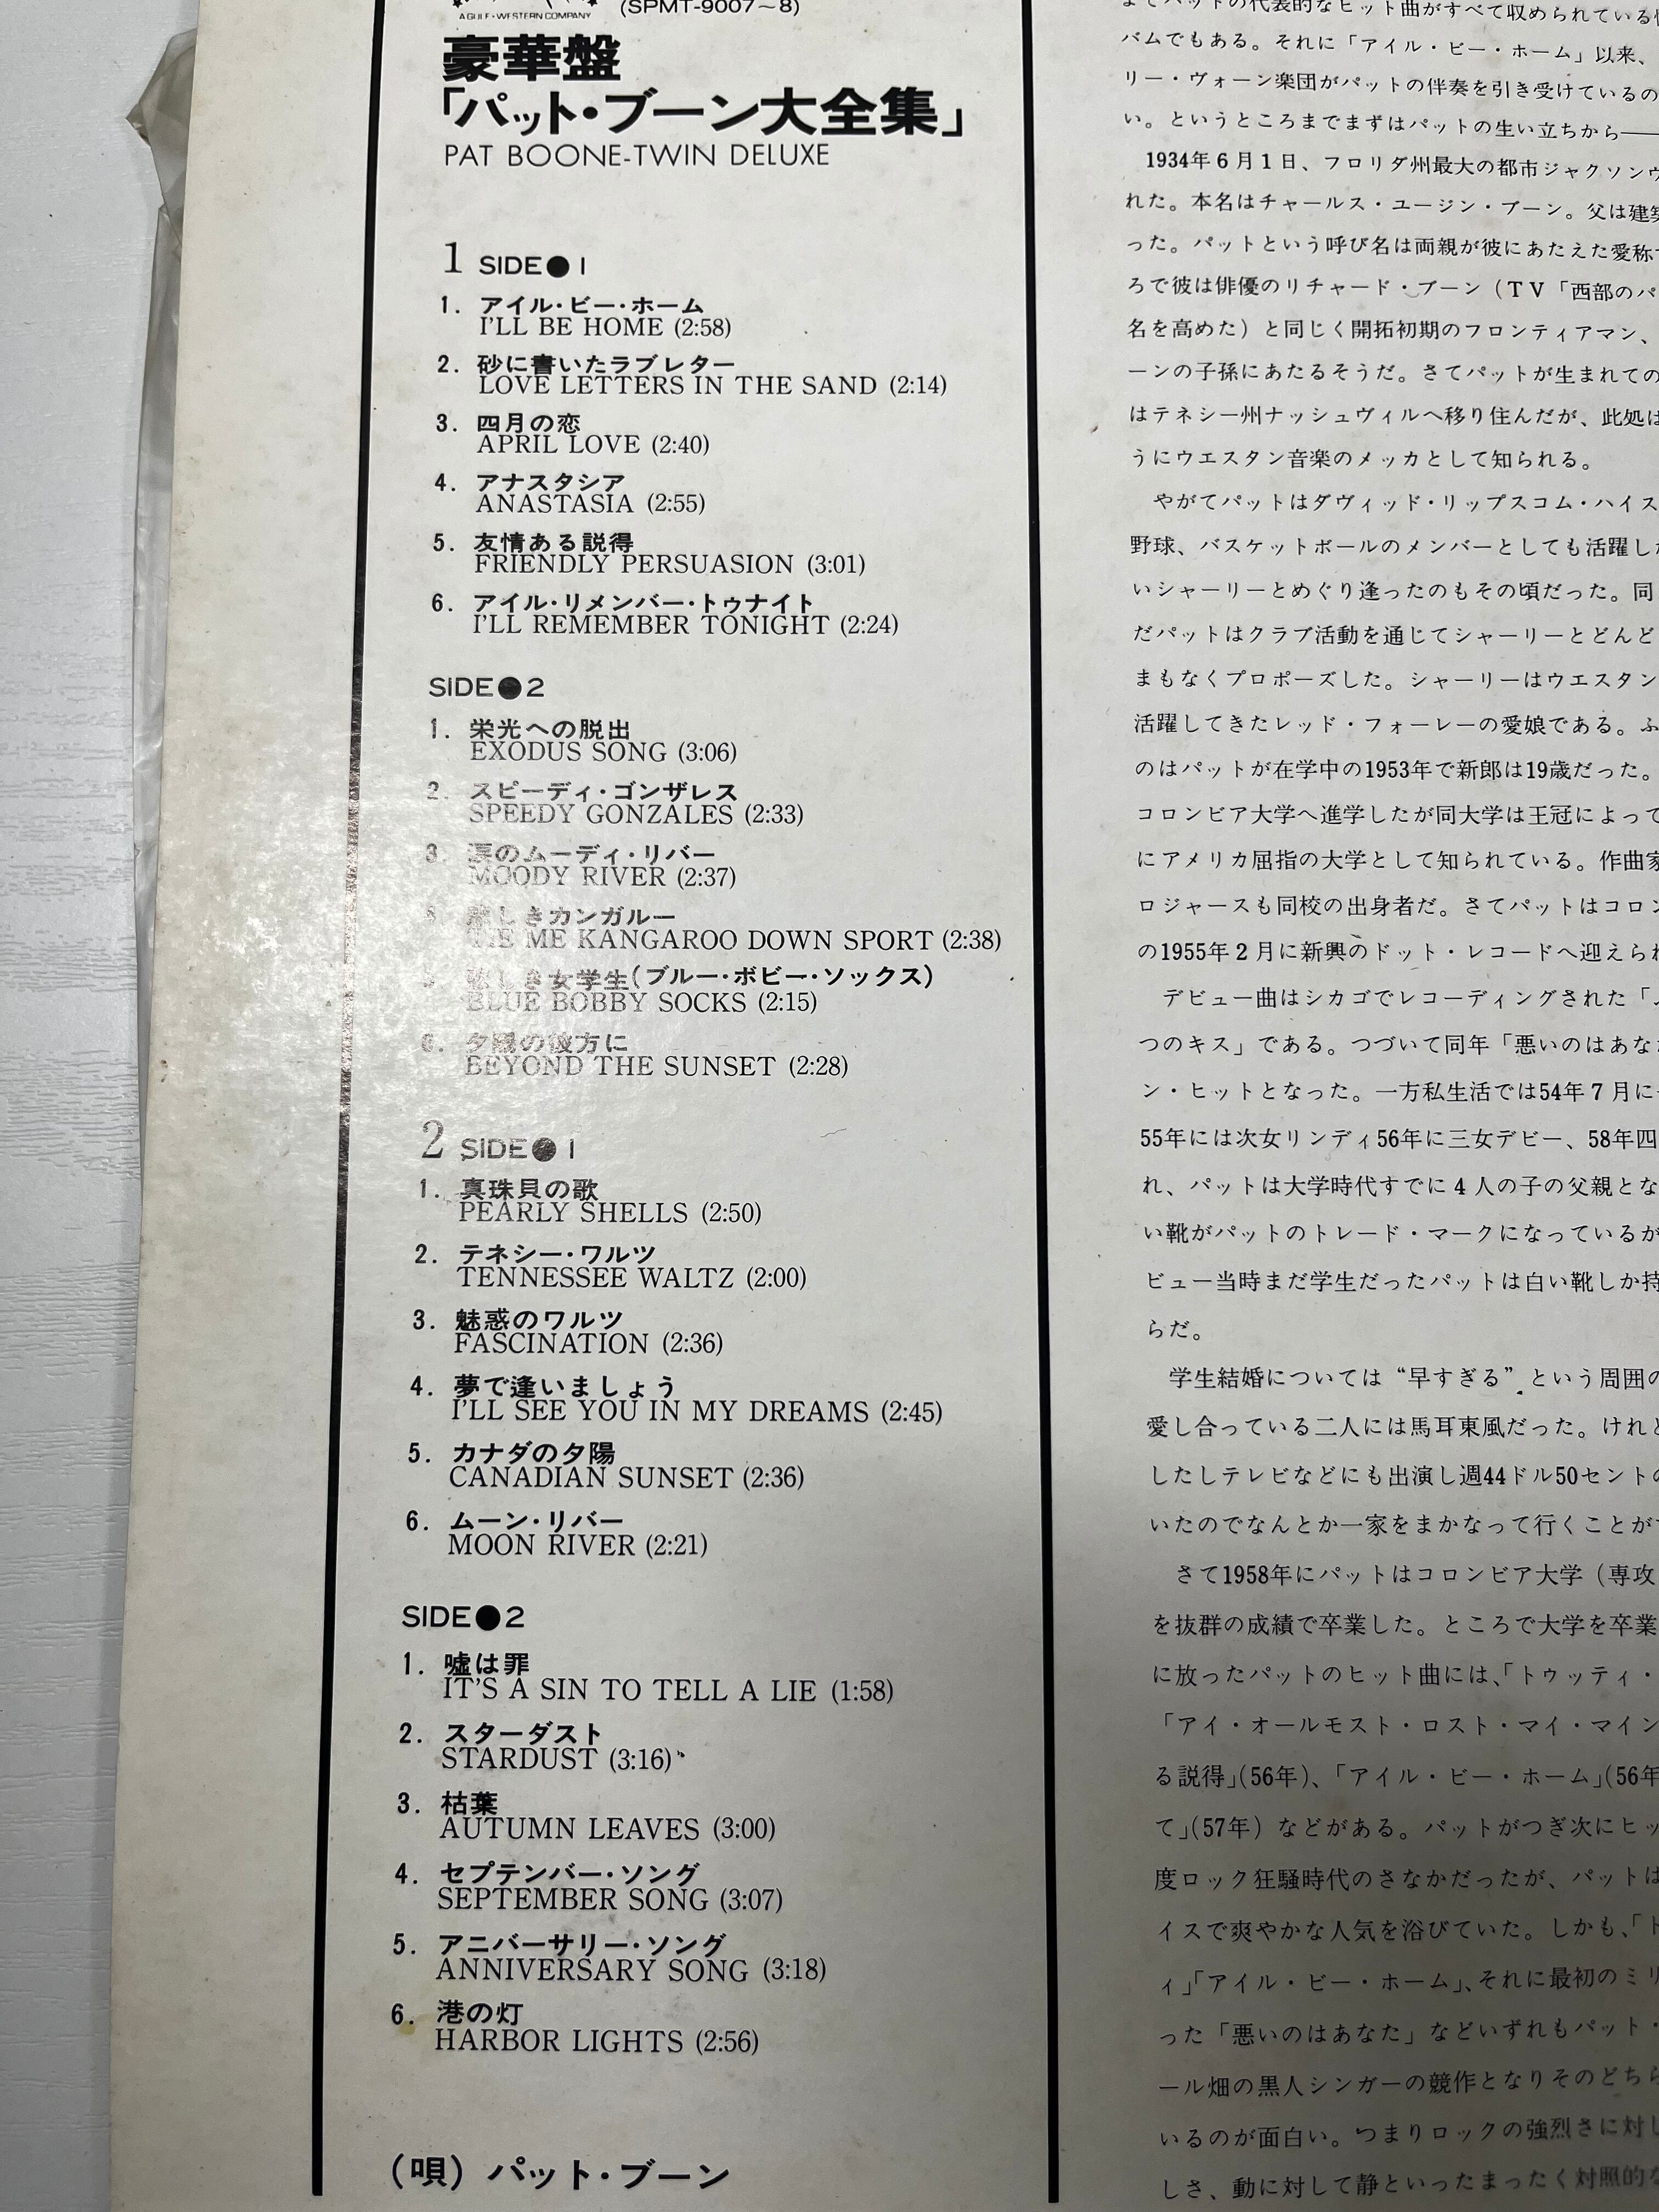 A GULF+WESTERN COMPANY
(SPMT-9007~8)
豪華盤
「パット・ブーン大全集」
PAT BOONE-TWIN DELUXE
1 SIDE●1
1. アイル・ビー・ホーム
I'LL BE HOME (2:58)
2. 砂に書いたラブレター
LOVE LETTERS IN THE SAND (2:14)
3. 四月の恋
APRIL LOVE (2:40)
4. アナスタシア
ANASTASIA (2:55)
5. 友情ある説得
FRIENDLY PERSUASION (3:01)
6. アイル・リメンバー・トゥナイト
I'LL REMEMBER TONIGHT (2:24)
SIDE●2
1. 栄光への脱出
EXODUS SONG (3:06)
2. スピーディ・ゴンザレス
SPEEDY GONZALES (2:33)
3 涙のムーディ・リバー
MOODY RIVER (2:37)
しきカンガルー
TIE ME KANGAROO DOWN SPORT (2:38)
しき女学生(ブルー・ボビー・ソックス)
BLUE BOBBY SOCKS (2:15)
6. 夕陽の彼方に
BEYOND THE SUNSET (2:28)
2 SIDE●1
1. 真珠貝の歌
PEARLY SHELLS (2:50)
2. テネシー・ワルツ
TENNESSEE WALTZ (2:00)
3. 魅惑のワルツ
FASCINATION (2:36)
4. 夢で逢いましょう
I'LL SEE YOU IN MY DREAMS (2:45)
5. カナダの夕陽
CANADIAN SUNSET (2:36)
6. ムーン・リバー
MOON RIVER (2:21)
SIDE●2
1. 嘘は罪
IT'S A SIN TO TELL A LIE (1:58)
2. スターダスト
STARDUST (3:16)
3. 枯葉
AUTUMN LEAVES (3:00)
4. セプテンバー・ソング
SEPTEMBER SONG (3:07)
5. アニバーサリー・ソング
ANNIVERSARY SONG (3:18)
6. 港の灯
HARBOR LIGHTS (2:56)
(唄) パット・ブーン
までパットの代表的なヒット曲がすべて収められている
バムでもある。それに「アイル・ビー・ホーム」以来、
リー・ヴォーン楽団がパットの伴奏を引き受けているの
い。というところまでまずはパットの生い立ちから──
1934年6月1日、フロリダ州最大の都市ジャクソンヴ
れた。本名はチャールス・ユージン・ブーン。父は建築
った。パットという呼び名は両親が彼にあたえた愛称
ろで彼は俳優のリチャード・ブーン（TV「西部のパ
名を高めた）と同じく開拓初期のフロンティアマン、
ーンの子孫にあたるそうだ。さてパットが生まれての
はテネシー州ナッシュヴィルへ移り住んだが、此処は
うにウエスタン音楽のメッカとして知られる。
やがてパットはダヴィッド・リップスコム・ハイス
野球、バスケットボールのメンバーとしても活躍した
いシャーリーとめぐり逢ったのもその頃だった。同
だパットはクラブ活動を通じてシャーリーとどんど
まもなくプロポーズした。シャーリーはウエスタン
活躍してきたレッド・フォーレーの愛娘である。ふ
のはパットが在学中の1953年で新郎は19歳だった。
コロンビア大学へ進学したが同大学は王冠によって
にアメリカ屈指の大学として知られている。作曲家
ロジャースも同校の出身者だ。さてパットはコロン
の1955年2月に新興のドット・レコードへ迎えられ
デビュー曲はシカゴでレコーディングされた「
つのキス」である。つづいて同年「悪いのはあな
ン・ヒットとなった。一方私生活では54年7月に
55年には次女リンディ56年に三女デビー、58年四
れ、パットは大学時代すでに4人の子の父親とな
い靴がパットのトレード・マークになっているが
ビュー当時まだ学生だったパットは白い靴しか持
らだ。
学生結婚については“早すぎる”という周囲の
愛し合っている二人には馬耳東風だった。けれど
したしテレビなどにも出演し週44ドル50セントの
いたのでなんとか一家をまかなって行くことが
さて1958年にパットはコロンビア大学（専攻
を抜群の成績で卒業した。ところで大学を卒業
に放ったパットのヒット曲には、「トゥッティ・
「アイ・オールモスト・ロスト・マイ・マイン
る説得」(56年)、「アイル・ビー・ホーム」(56年
て」(57年）などがある。パットがつぎ次にヒッ
度ロック狂騒時代のさなかだったが、パットは
イスで爽やかな人気を浴びていた。しかも、「ト
ィ」「アイル・ビー・ホーム」、それに最初のミリ
った「悪いのはあなた」などいずれもパット・
ール畑の黒人シンガーの競作となりそのどちら
いるのが面白い。つまりロックの強烈さに対し
しさ、動に対して静といったまったく対照的な